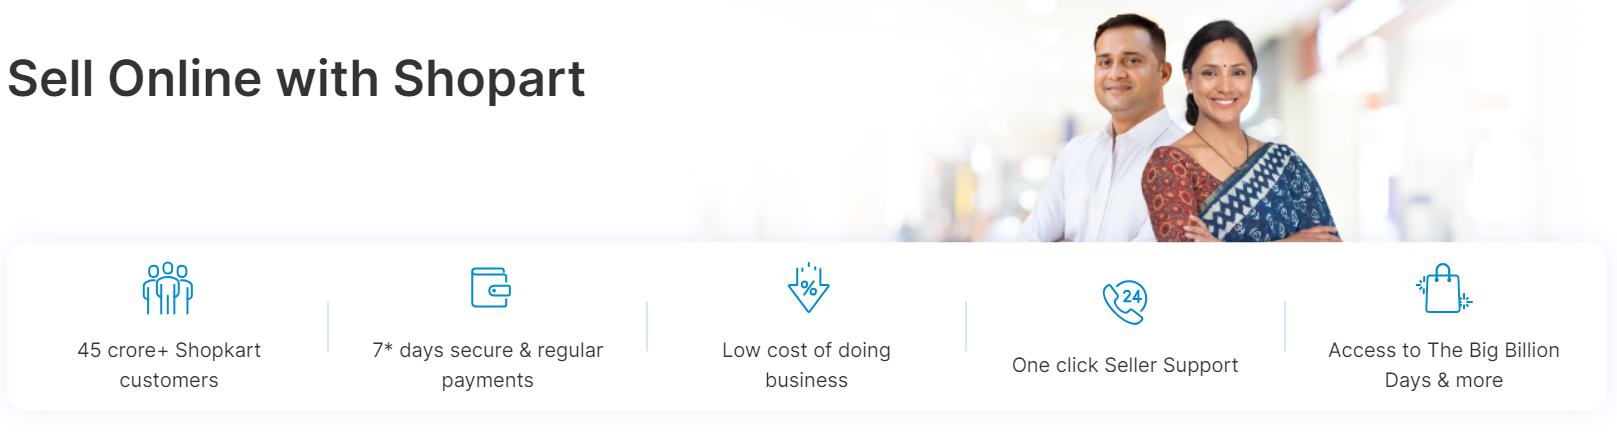 Sell Online with Shopart
45 crore+ Shopkart
customers
7* days secure & regular
payments
%
Low cost of doing
business
24
One click Seller Support
Access to The Big Billion
Days & more